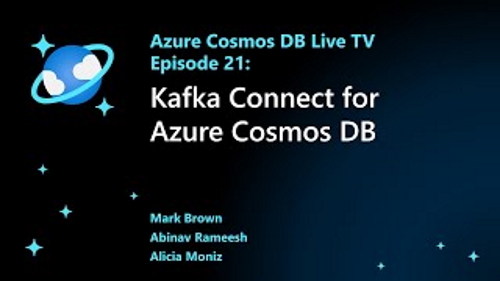 Azure Cosmos DB Live TV
Episode 21:
Kafka Connect for
Azure Cosmos DB
Mark Brown
Abinav Rameesh
Alicia Moniz